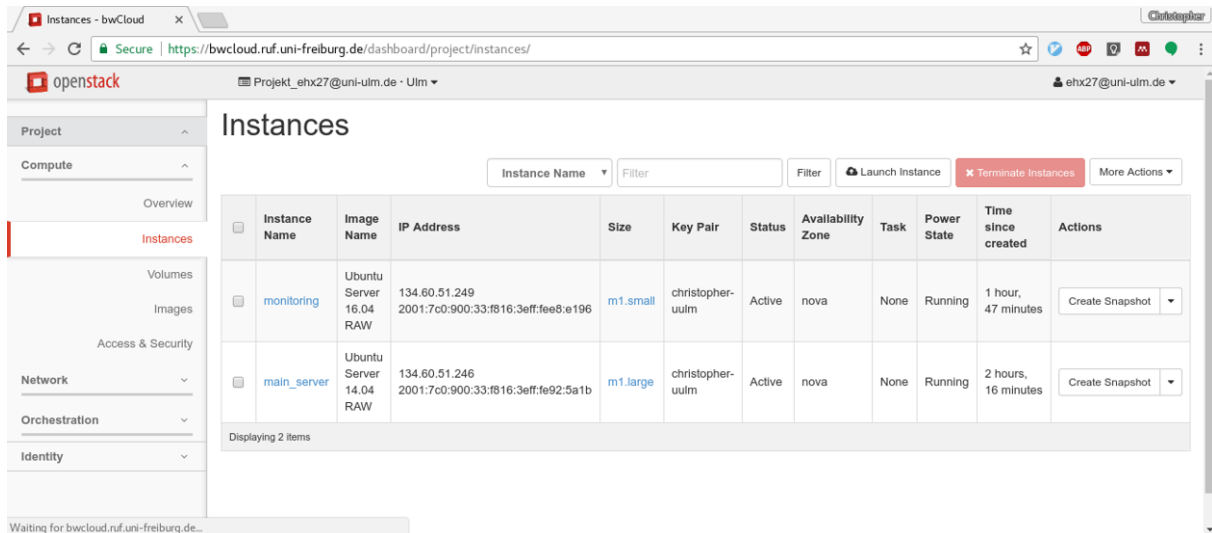 Instances - bwCloud
Christopher
Secure | https://bwcloud.ruf.uni-freiburg.de/dashboard/project/instances/
ABP
openstack
Projekt_ehx27@uni-ulm.de · Ulm
ehx27@uni-ulm.de
Project
Compute
Overview
Instances
Volumes
Images
Access & Security
Network
Orchestration
Identity
Instances
Instance Name Filter Filter Launch Instance Terminate Instances More Actions
Instance Name Image Name IP Address Size Key Pair Status Availability Zone Task Power State Time since created Actions
monitoring Ubuntu Server 16.04 RAW 134.60.51.249 2001:7c0:900:33:f816:3eff:fee8:e196 m1.small christopher-uulm Active nova None Running 1 hour, 47 minutes Create Snapshot
main_server Ubuntu Server 14.04 RAW 134.60.51.246 2001:7c0:900:33:f816:3eff:fe92:5a1b m1.large christopher-uulm Active nova None Running 2 hours, 16 minutes Create Snapshot
Displaying 2 items
Waiting for bwcloud.ruf.uni-freiburg.de...